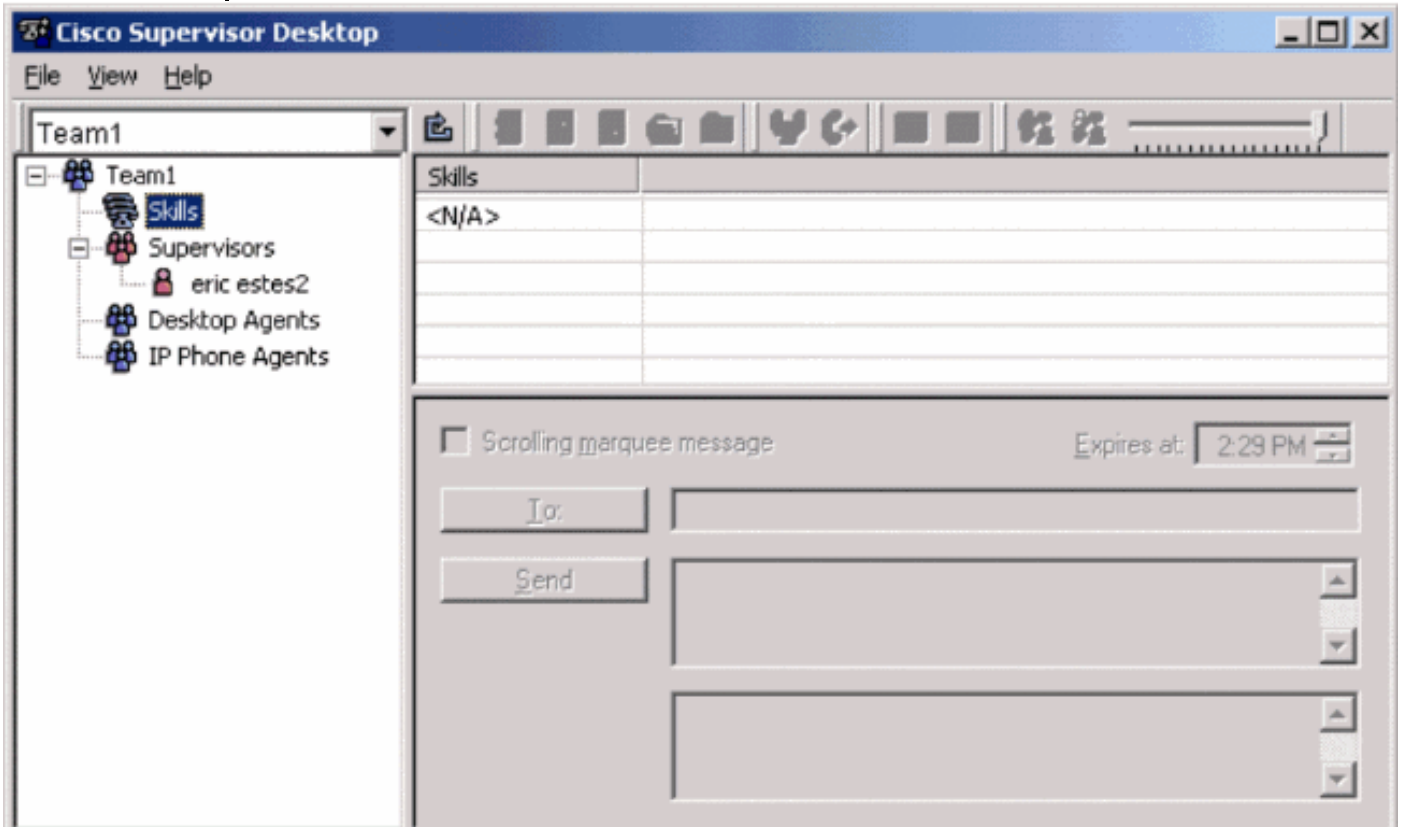 Cisco Supervisor Desktop
File View Help
Team1
Team1
Skills
Supervisors
eric estes2
Desktop Agents
IP Phone Agents
Skills
<N/A>
Scrolling marquee message
Expires at: 2:29 PM
To:
Send